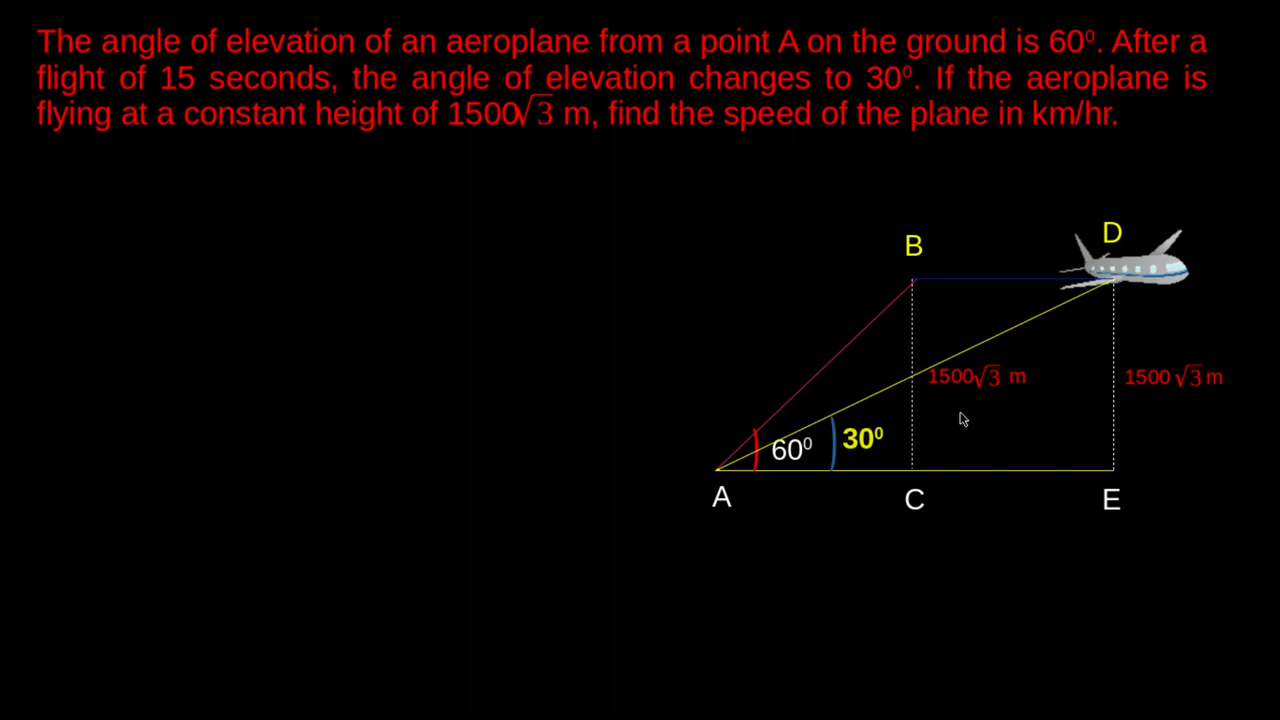 The angle of elevation of an aeroplane from a point A on the ground is 60⁰. After a
flight of 15 seconds, the angle of elevation changes to 30⁰. If the aeroplane is
flying at a constant height of 1500√3 m, find the speed of the plane in km/hr.
B
D
1500√3 m
1500 √3 m
60⁰
30⁰
A
C
E